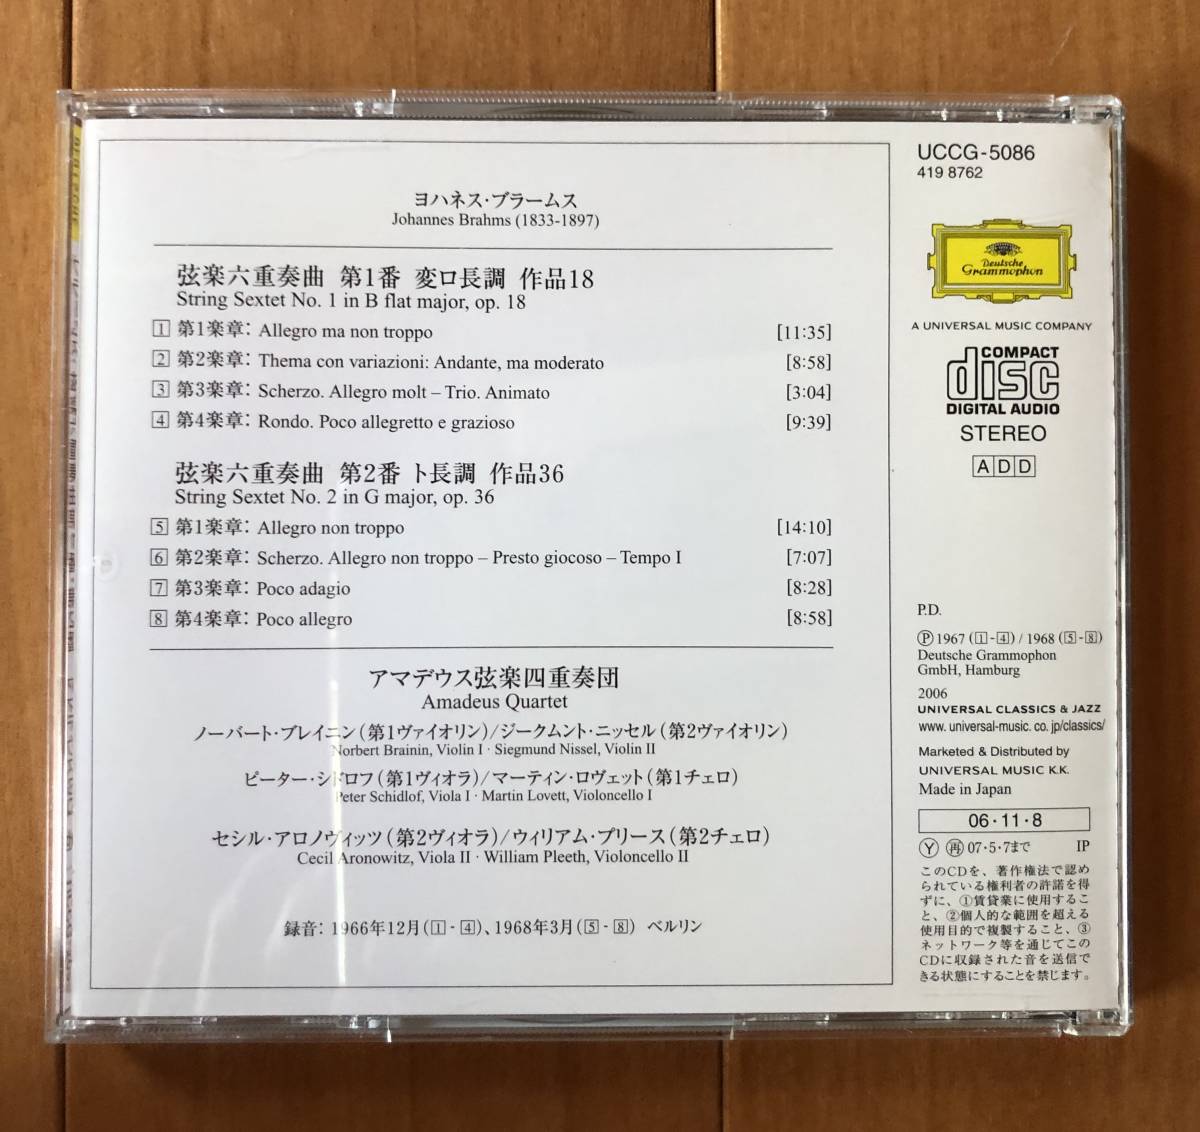 ヨハネス・ブラームス
Johannes Brahms (1833-1897)
弦楽六重奏曲 第1番 変ロ長調 作品18
String Sextet No. 1 in B flat major, op. 18
1 第1楽章: Allegro ma non troppo [11:35]
2 第2楽章: Thema con variazioni: Andante, ma moderato [8:58]
3 第3楽章: Scherzo. Allegro molt – Trio. Animato [3:04]
4 第4楽章: Rondo. Poco allegretto e grazioso [9:39]
弦楽六重奏曲 第2番 ト長調 作品36
String Sextet No. 2 in G major, op. 36
5 第1楽章: Allegro non troppo [14:10]
6 第2楽章: Scherzo. Allegro non troppo – Presto giocoso – Tempo I [7:07]
7 第3楽章: Poco adagio [8:28]
8 第4楽章: Poco allegro [8:58]
アマデウス弦楽四重奏団
Amadeus Quartet
ノーバート・ブレイニン(第1ヴァイオリン)/ジークムント・ニッセル(第2ヴァイオリン)
Norbert Brainin, Violin I · Siegmund Nissel, Violin II
ピーター・シドロフ(第1ヴィオラ)/マーティン・ロヴェット(第1チェロ)
Peter Schidlof, Viola I · Martin Lovett, Violoncello I
セシル・アロノヴィッツ(第2ヴィオラ)/ウィリアム・プリース(第2チェロ)
Cecil Aronowitz, Viola II · William Pleeth, Violoncello II
録音: 1966年12月(1 - 4)、1968年3月(5 - 8) ベルリン
UCCG-5086
419 8762
Deutsche
Grammophon
A UNIVERSAL MUSIC COMPANY
COMPACT
disc
DIGITAL AUDIO
STEREO
ADD
P.D.
Ⓟ 1967 (1 - 4) / 1968 (5 - 8)
Deutsche Grammophon
GmbH, Hamburg
2006
UNIVERSAL CLASSICS & JAZZ
www. universal-music. co. jp/classics/
Marketed & Distributed by
UNIVERSAL MUSIC K.K.
Made in Japan
06・11・8
Ⓨ ㊢ 07・5・7まで IP
このCDを、著作権法で認め
られている権利者の許諾を得
ずに、①賃貸業に使用するこ
と、②個人的な範囲を超える
使用目的で複製すること、③
ネットワーク等を通じてこの
CDに収録された音を送信で
きる状態にすることを禁じます。
DEUTSCHE